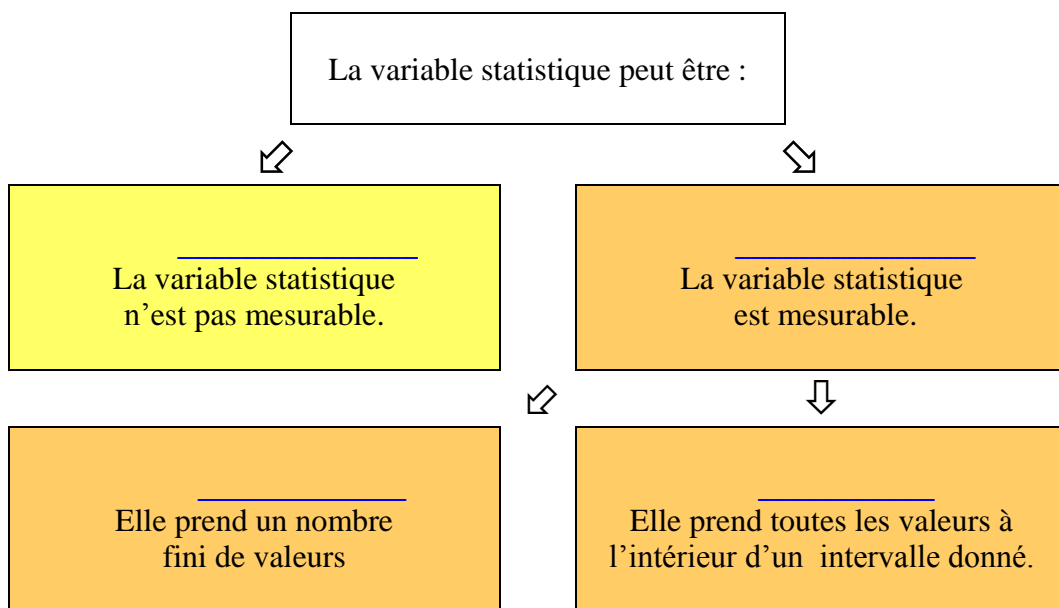 La variable statistique peut être :
La variable statistique
n’est pas mesurable.
La variable statistique
est mesurable.
Elle prend un nombre
fini de valeurs
Elle prend toutes les valeurs à
l’intérieur d’un intervalle donné.